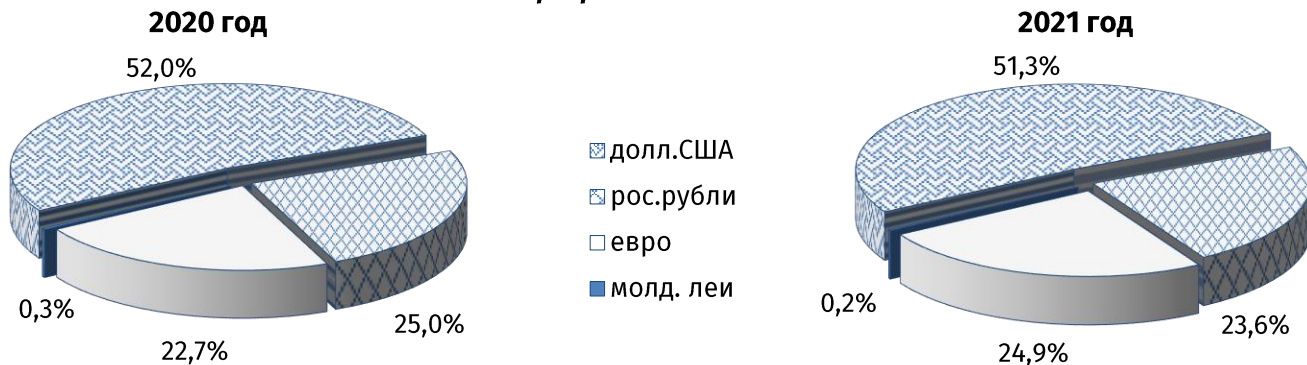 2020 год
52,0%
0,3%
22,7%
25,0%
долл.США
рос.рубли
евро
молд. леи
2021 год
51,3%
0,2%
24,9%
23,6%